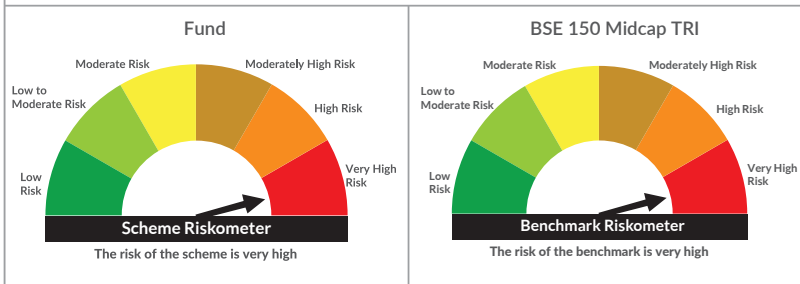 Fund
Moderate Risk
Moderately High Risk
Low to
Moderate Risk
High Risk
Low
Risk
Very High
Risk
Scheme Riskometer
The risk of the scheme is very high
BSE 150 Midcap TRI
Moderate Risk
Moderately High Risk
Low to
Moderate Risk
High Risk
Low
Risk
Very High
Risk
Benchmark Riskometer
The risk of the benchmark is very high